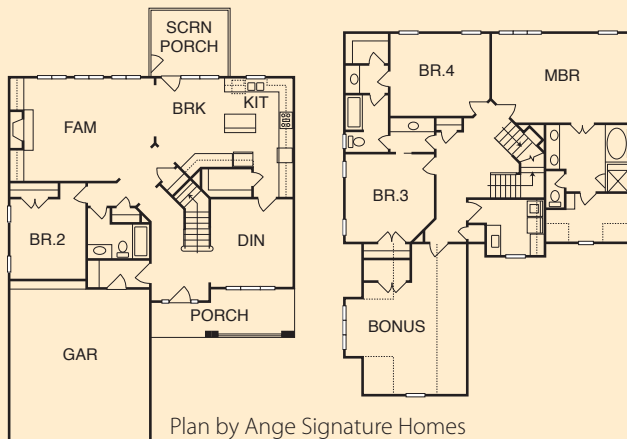 SCRN
PORCH
BRK
KIT
FAM
BR.2
DIN
PORCH
GAR
BR.4
MBR
BR.3
BONUS
Plan by Ange Signature Homes